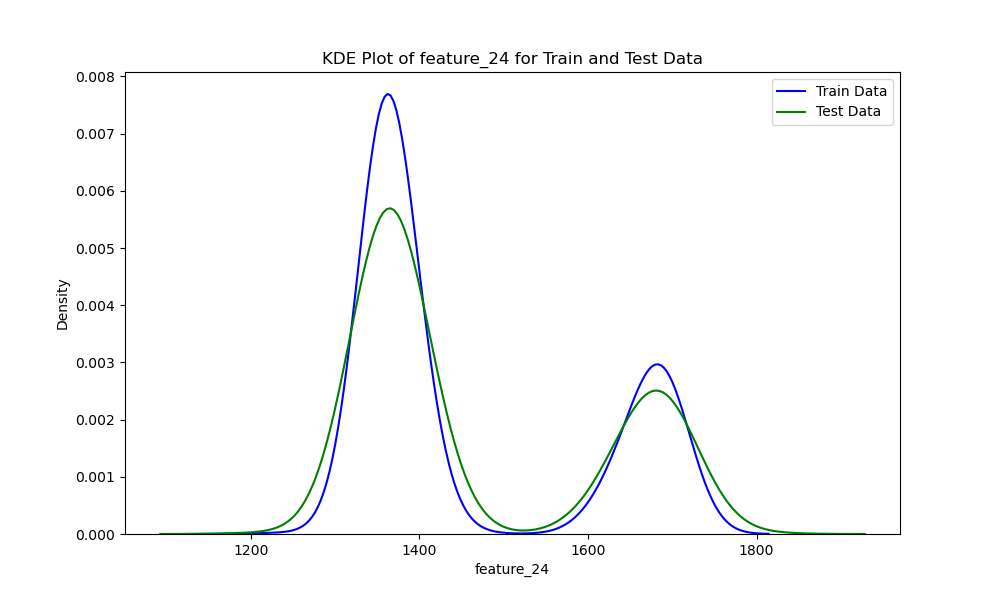 KDE Plot of feature_24 for Train and Test Data
Train Data
Test Data
0.008
0.007
0.006
0.005
0.004
0.003
0.002
0.001
0.000
Density
1200 1400 1600 1800
feature_24